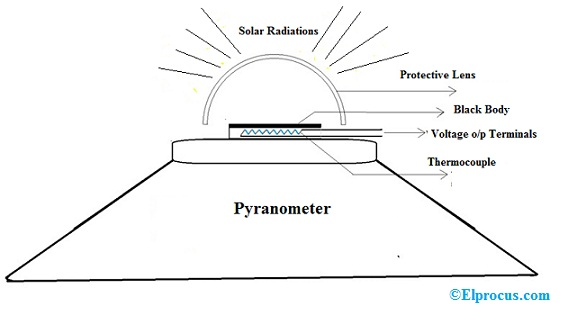 Solar Radiations
Protective Lens
Black Body
Voltage o/p Terminals
Thermocouple
Pyranometer
©Elprocus.com